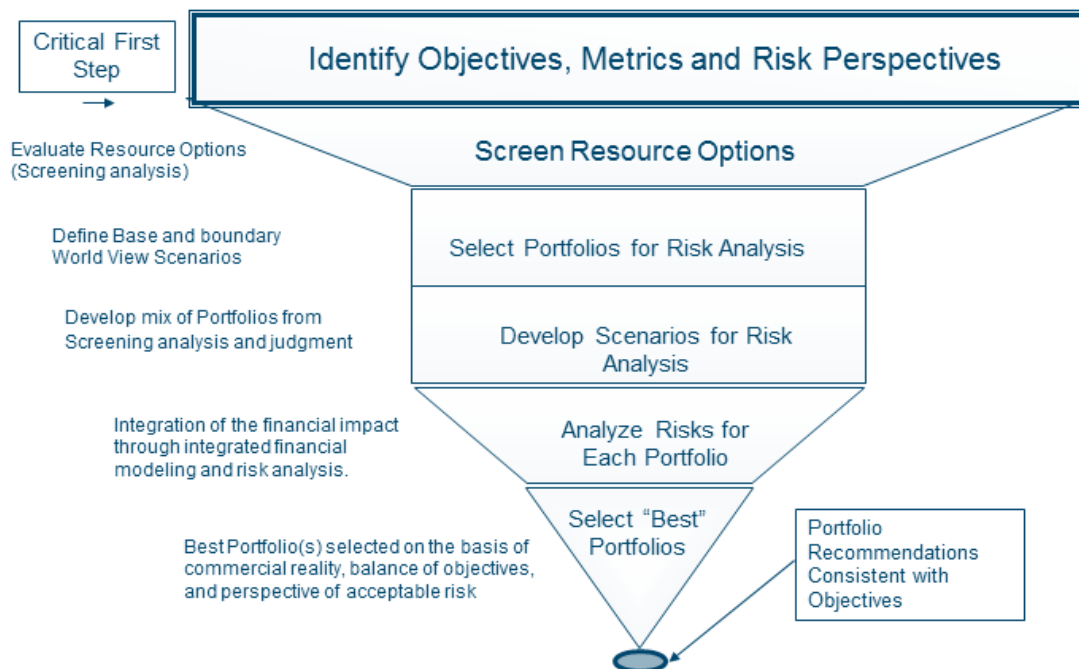 Critical First
Step
Identify Objectives, Metrics and Risk Perspectives
Evaluate Resource Options
(Screening analysis)
Screen Resource Options
Define Base and boundary
World View Scenarios
Select Portfolios for Risk Analysis
Develop mix of Portfolios from
Screening analysis and judgment
Develop Scenarios for Risk
Analysis
Integration of the financial impact
through integrated financial
modeling and risk analysis.
Analyze Risks for
Each Portfolio
Select “Best”
Portfolios
Best Portfolio(s) selected on the basis of
commercial reality, balance of objectives,
and perspective of acceptable risk
Portfolio
Recommendations
Consistent with
Objectives